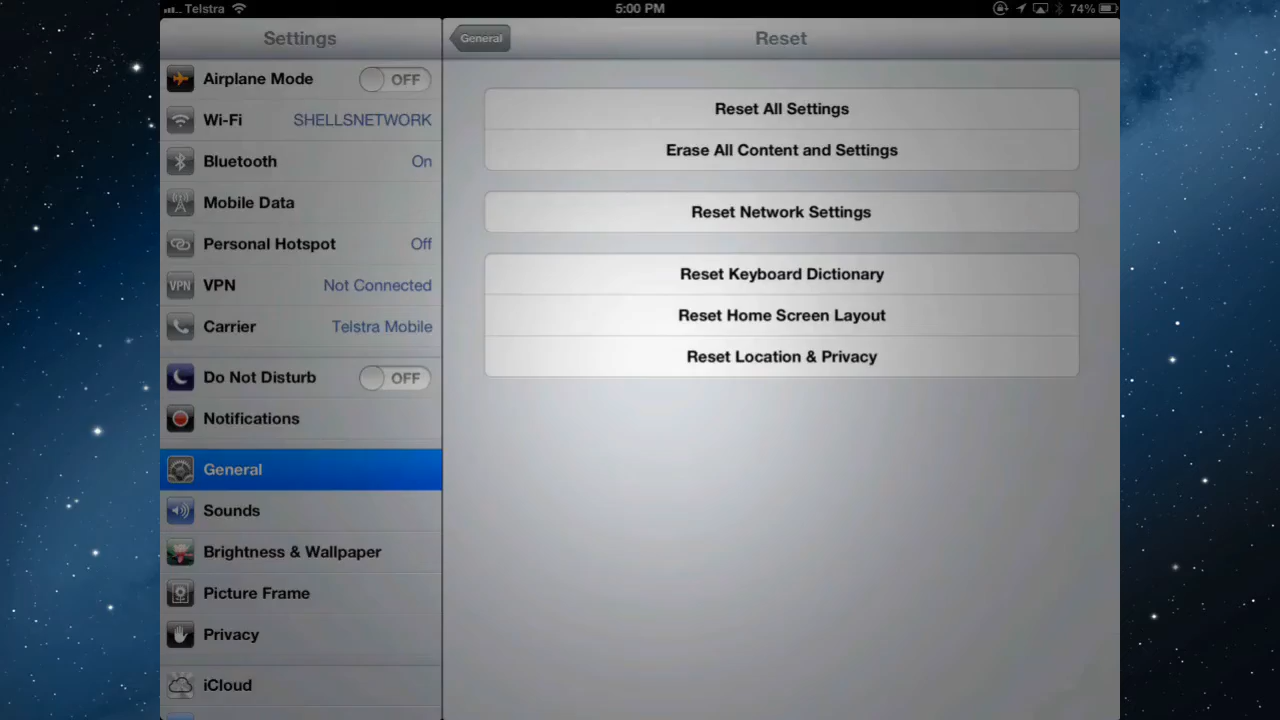 Telstra 5:00 PM 74%
Settings
Airplane Mode OFF
Wi-Fi SHELLSNETWORK
Bluetooth On
Mobile Data
Personal Hotspot Off
VPN VPN Not Connected
Carrier Telstra Mobile
Do Not Disturb OFF
Notifications
General
Sounds
Brightness & Wallpaper
Picture Frame
Privacy
iCloud
General Reset
Reset All Settings
Erase All Content and Settings
Reset Network Settings
Reset Keyboard Dictionary
Reset Home Screen Layout
Reset Location & Privacy